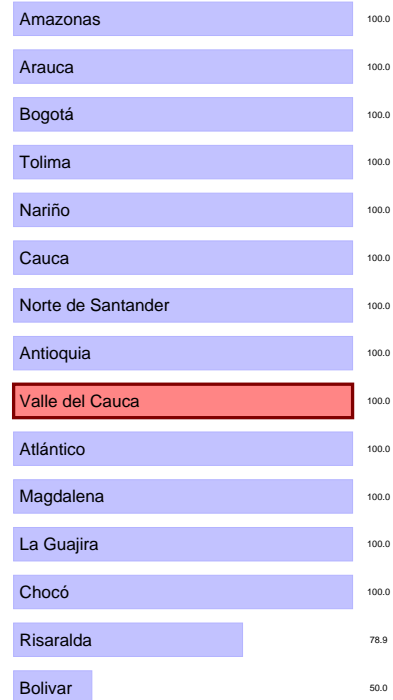 Amazonas 100.0
Arauca 100.0
Bogotá 100.0
Tolima 100.0
Nariño 100.0
Cauca 100.0
Norte de Santander 100.0
Antioquia 100.0
Valle del Cauca 100.0
Atlántico 100.0
Magdalena 100.0
La Guajira 100.0
Chocó 100.0
Risaralda 78.9
Bolivar 50.0